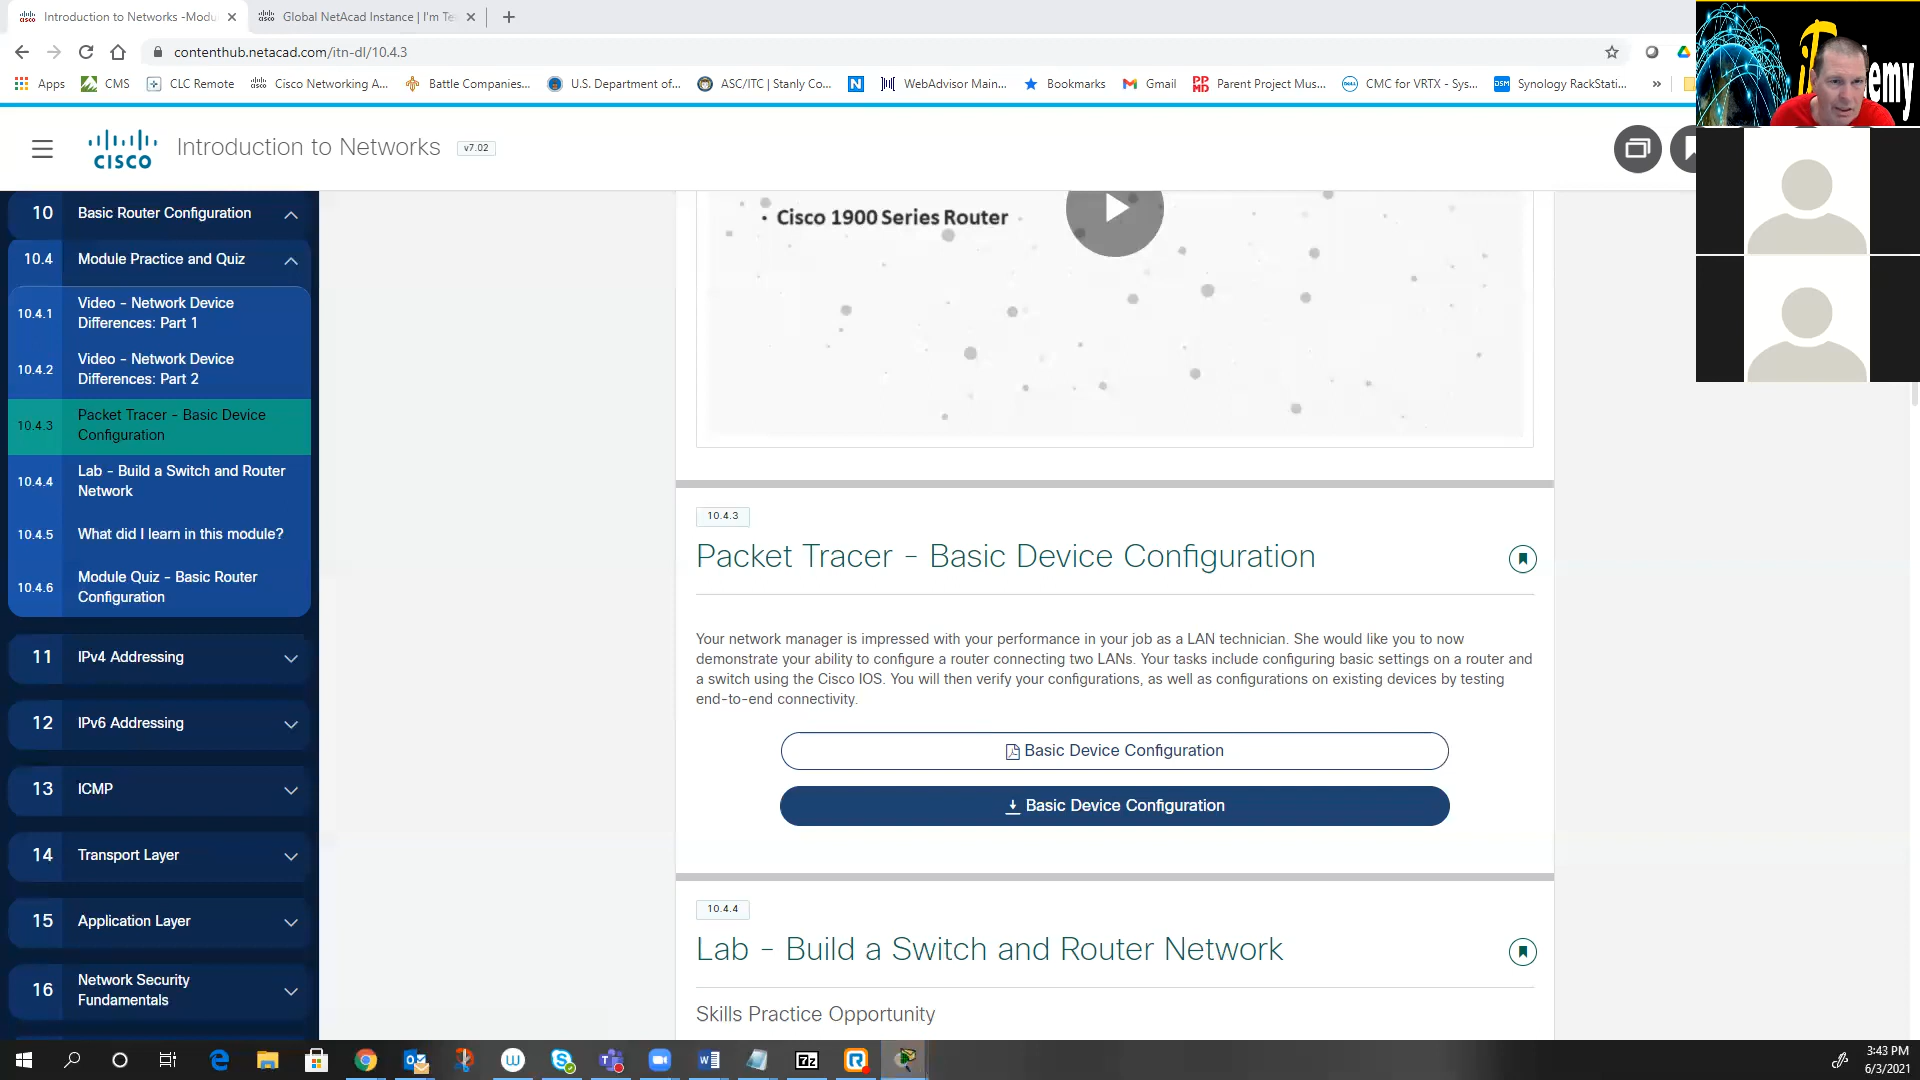 Introduction to Networks -Modu
Global NetAcad Instance | I'm Te
contenthub.netacad.com/itn-dl/10.4.3
Apps
CMS
CLC Remote
Cisco Networking A...
Battle Companies...
U.S. Department of...
ASC/ITC | Stanly Co...
N
WebAdvisor Main...
Bookmarks
Gmail
Parent Project Mus...
CMC for VRTX - Sys...
Synology RackStati...
»
CISCO
Introduction to Networks
v7.02
10 Basic Router Configuration
10.4 Module Practice and Quiz
10.4.1 Video - Network Device
Differences: Part 1
10.4.2 Video - Network Device
Differences: Part 2
10.4.3 Packet Tracer - Basic Device
Configuration
10.4.4 Lab - Build a Switch and Router
Network
10.4.5 What did I learn in this module?
10.4.6 Module Quiz - Basic Router
Configuration
11 IPv4 Addressing
12 IPv6 Addressing
13 ICMP
14 Transport Layer
15 Application Layer
16 Network Security
Fundamentals
• Cisco 1900 Series Router
10.4.3
Packet Tracer - Basic Device Configuration
Your network manager is impressed with your performance in your job as a LAN technician. She would like you to now
demonstrate your ability to configure a router connecting two LANs. Your tasks include configuring basic settings on a router and
a switch using the Cisco IOS. You will then verify your configurations, as well as configurations on existing devices by testing
end-to-end connectivity.
Basic Device Configuration
Basic Device Configuration
10.4.4
Lab - Build a Switch and Router Network
Skills Practice Opportunity
3:43 PM
6/3/2021